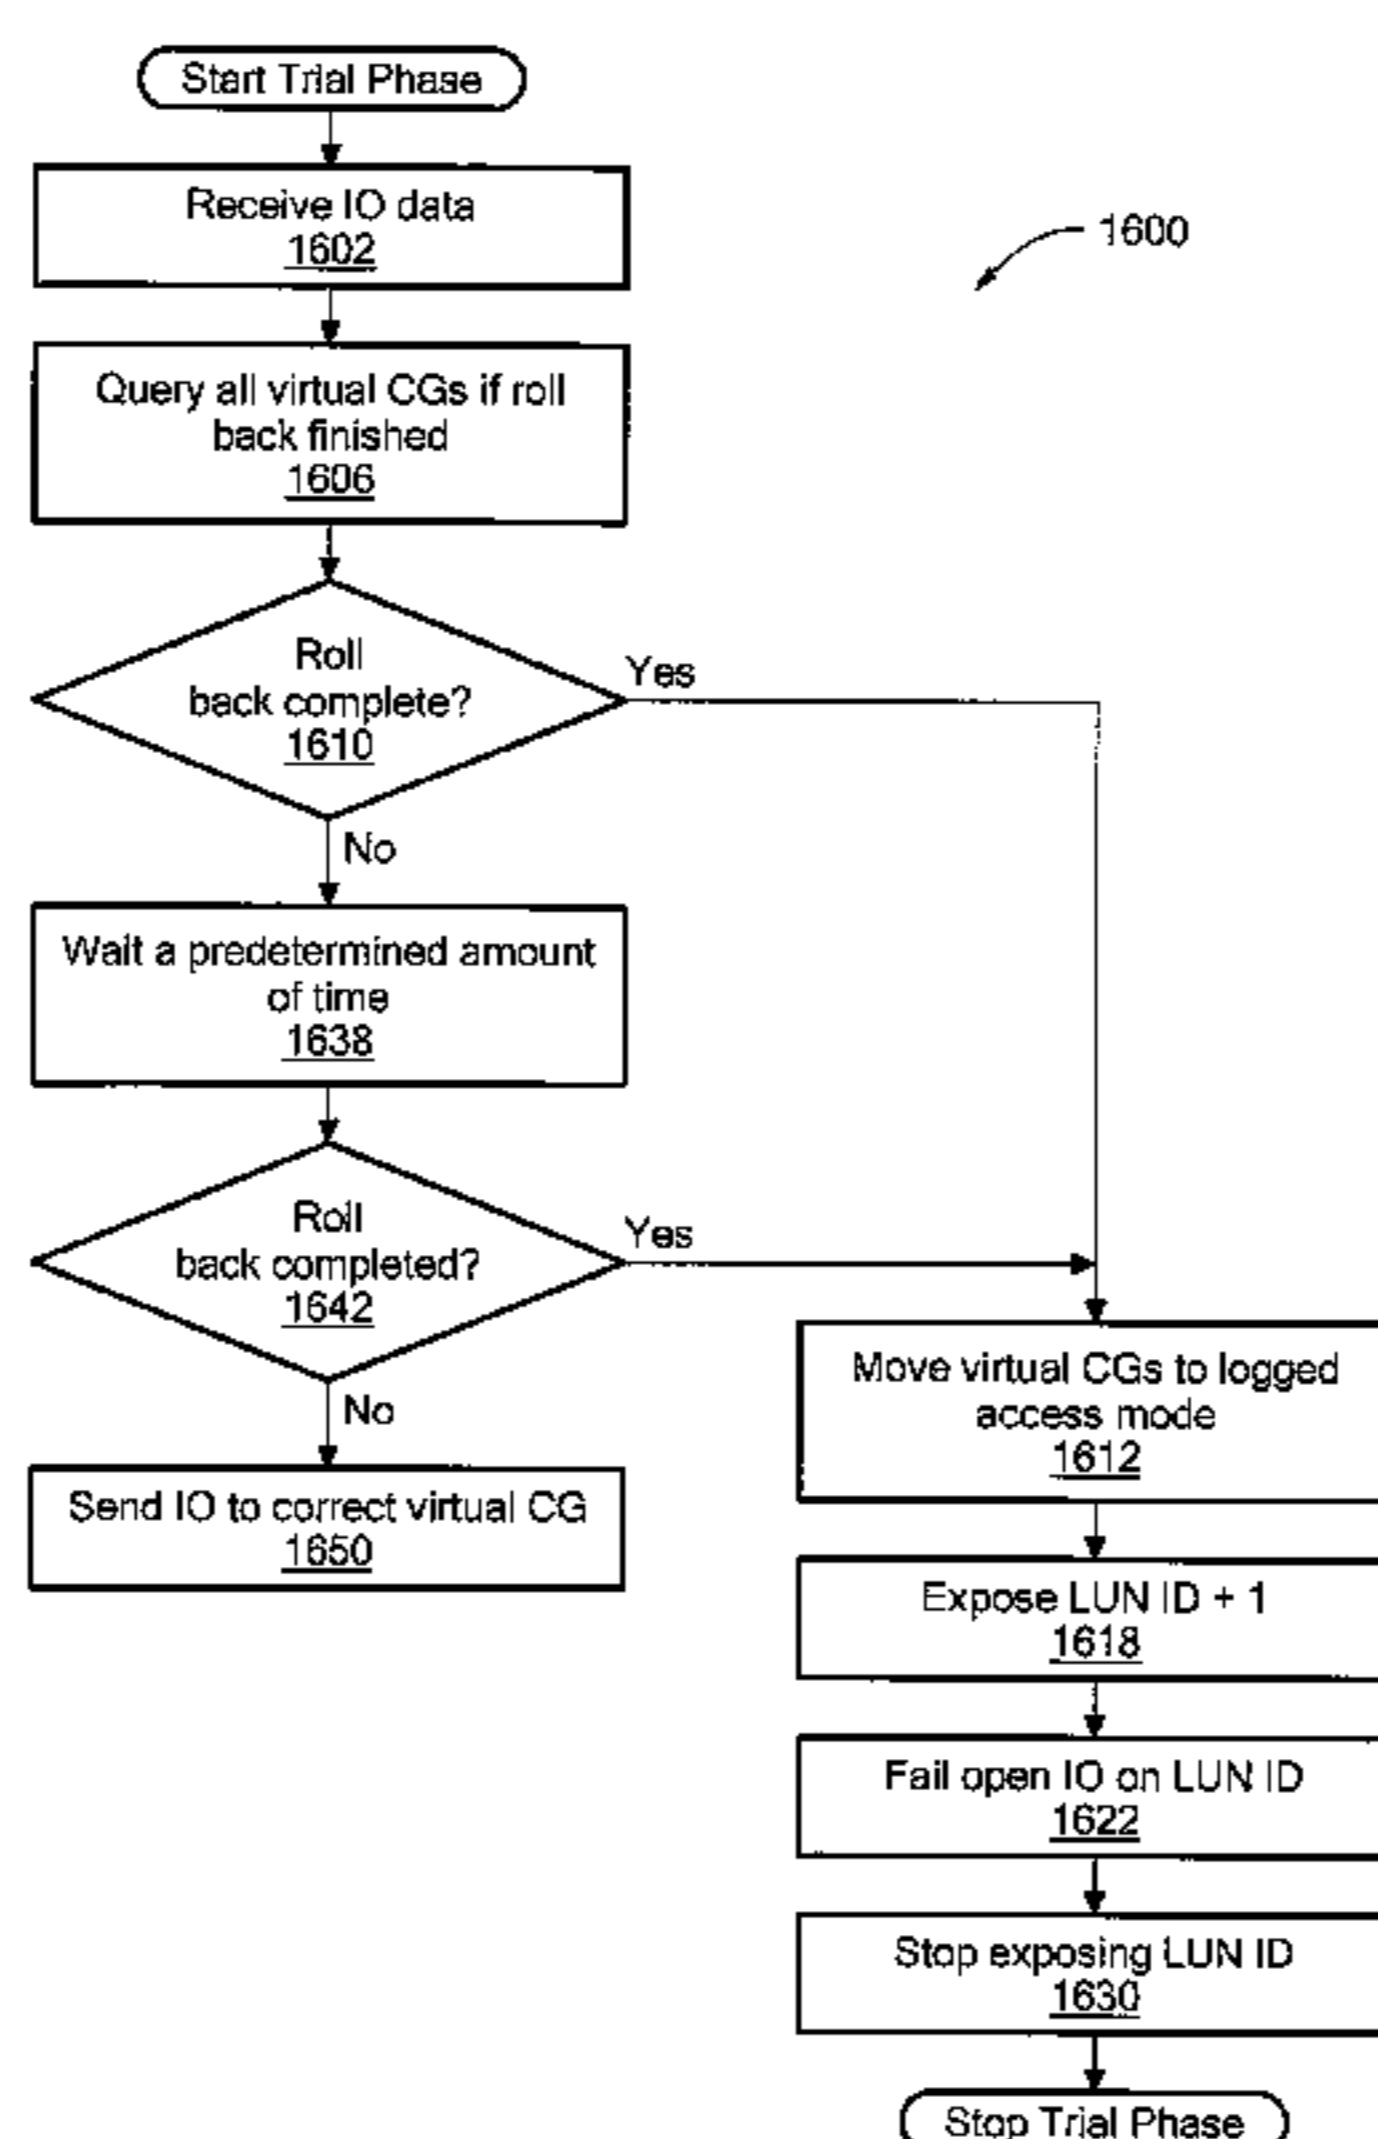 Start Trial Phase
Receive IO data
1602
1600
Query all virtual CGs if roll
back finished
1606
Roll
back complete?
1610
Yes
No
Wait a predetermined amount
of time
1638
Roll
back completed?
1642
Yes
No
Send IO to correct virtual CG
1650
Move virtual CGs to logged
access mode
1612
Expose LUN ID + 1
1618
Fail open IO on LUN ID
1622
Stop exposing LUN ID
1630
Stop Trial Phase